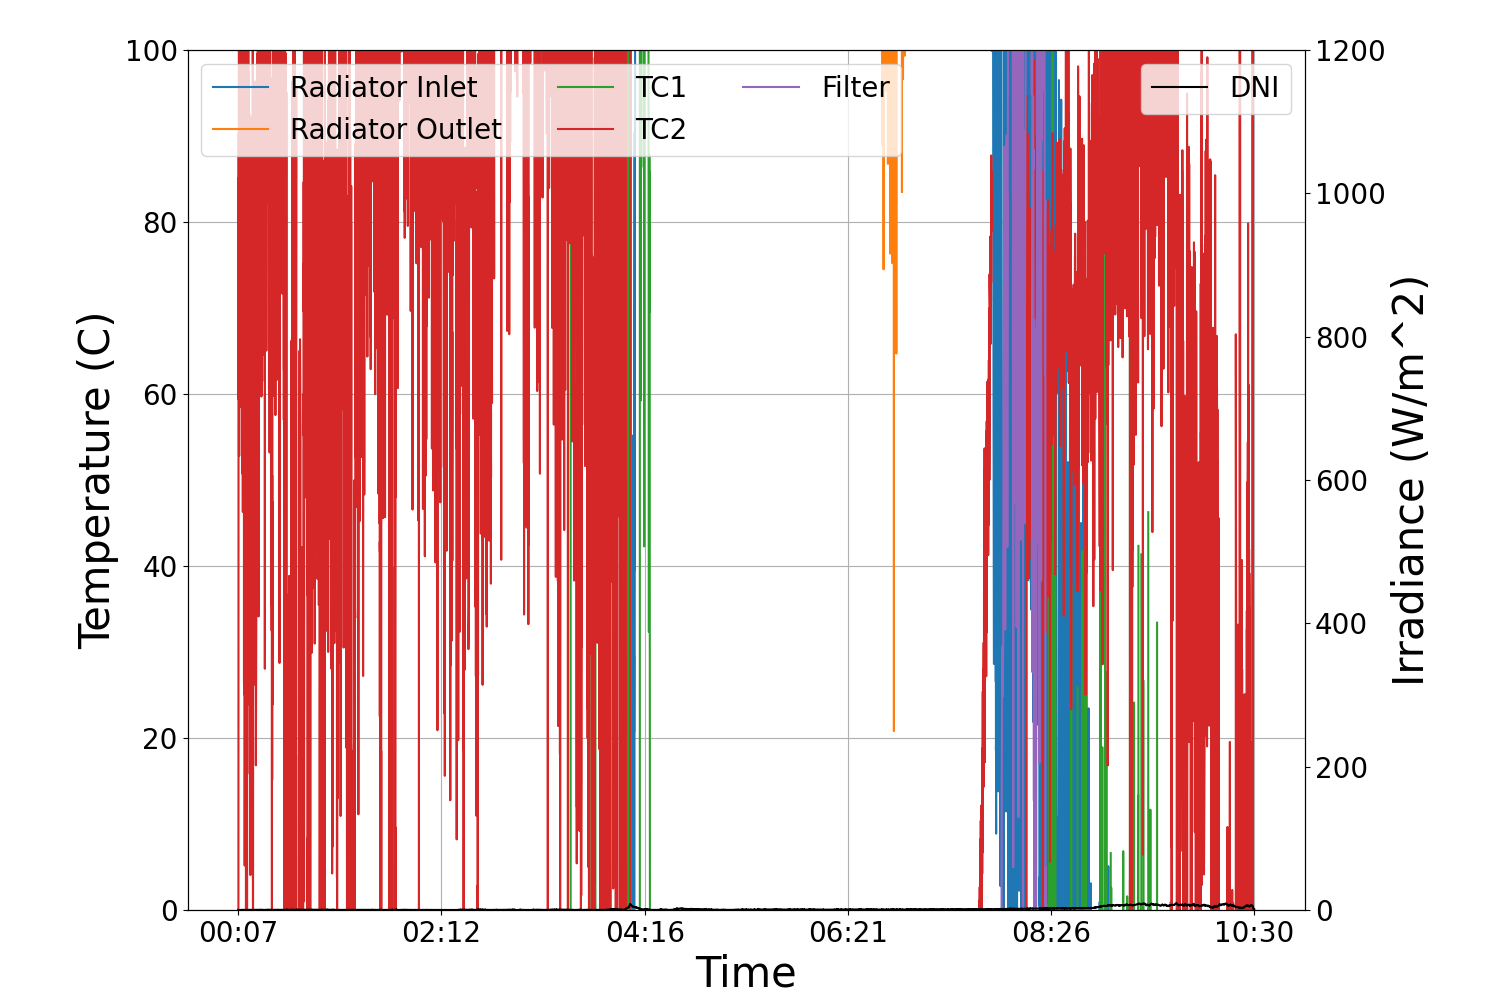 100
80
60
40
20
0
Temperature (C)
Radiator Inlet
Radiator Outlet
TC1
TC2
Filter
DNI
1200
1000
800
600
400
200
0
Irradiance (W/m^2)
00:07
02:12
04:16
06:21
08:26
10:30
Time